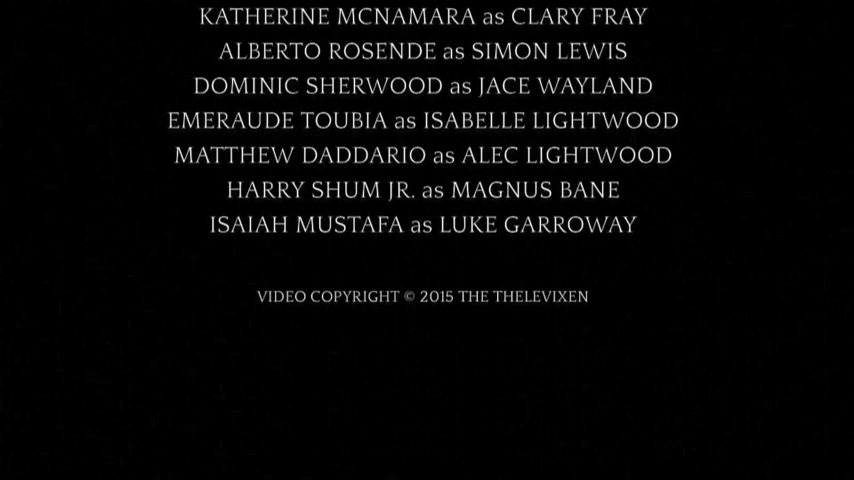 KATHERINE MCNAMARA as CLARY FRAY
ALBERTO ROSENDE as SIMON LEWIS
DOMINIC SHERWOOD as JACE WAYLAND
EMERAUDE TOUBIA as ISABELLE LIGHTWOOD
MATTHEW DADDARIO as ALEC LIGHTWOOD
HARRY SHUM JR. as MAGNUS BANE
ISAIAH MUSTAFA as LUKE GARROWAY
VIDEO COPYRIGHT © 2015 THE THELEVIXEN